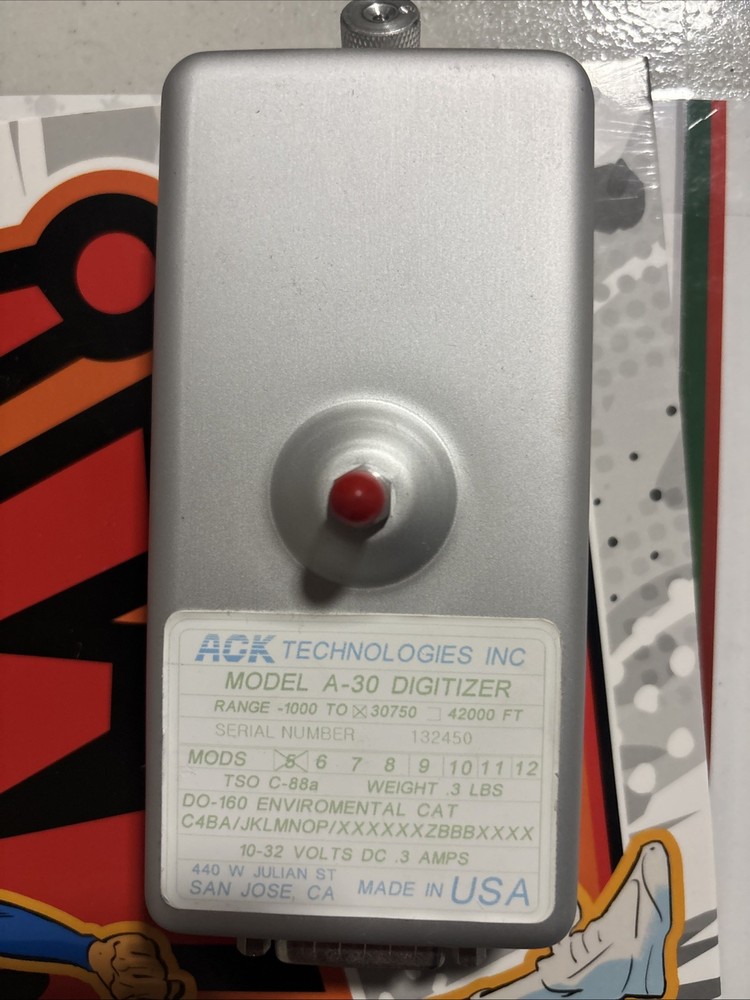 ACK TECHNOLOGIES INC
MODEL A-30 DIGITIZER
RANGE -1000 TO ☒ 30750 ☐ 42000 FT
SERIAL NUMBER 132450
MODS 5 6 7 8 9 10 11 12
TSO C-88a WEIGHT .3 LBS
DO-160 ENVIROMENTAL CAT
C4BA/JKLMNOP/XXXXXXZBBBXXXX
10-32 VOLTS DC .3 AMPS
440 W JULIAN ST
SAN JOSE, CA MADE IN USA